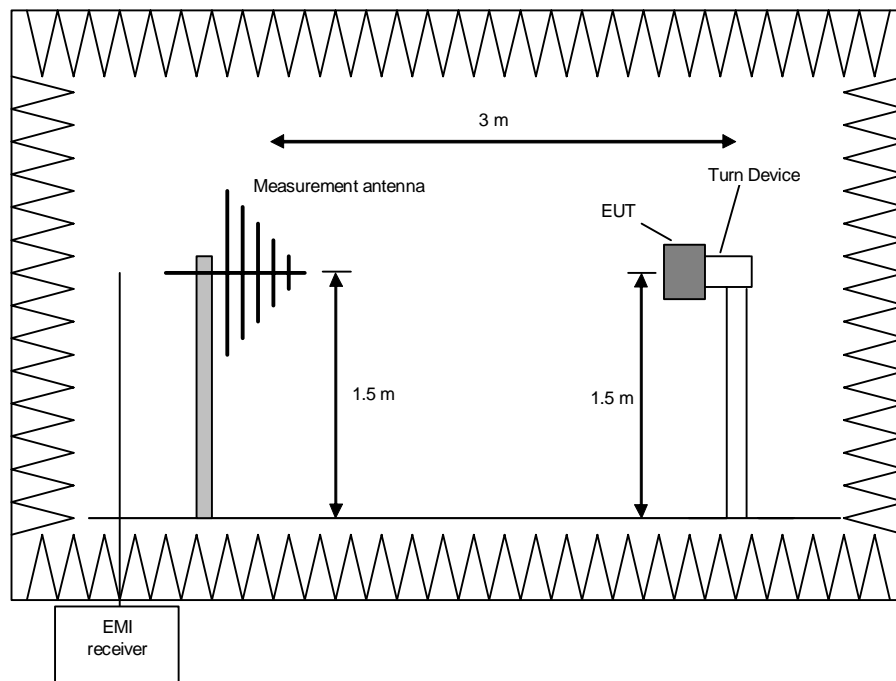 3 m
Measurement antenna
Turn Device
EUT
1.5 m
1.5 m
EMI
receiver